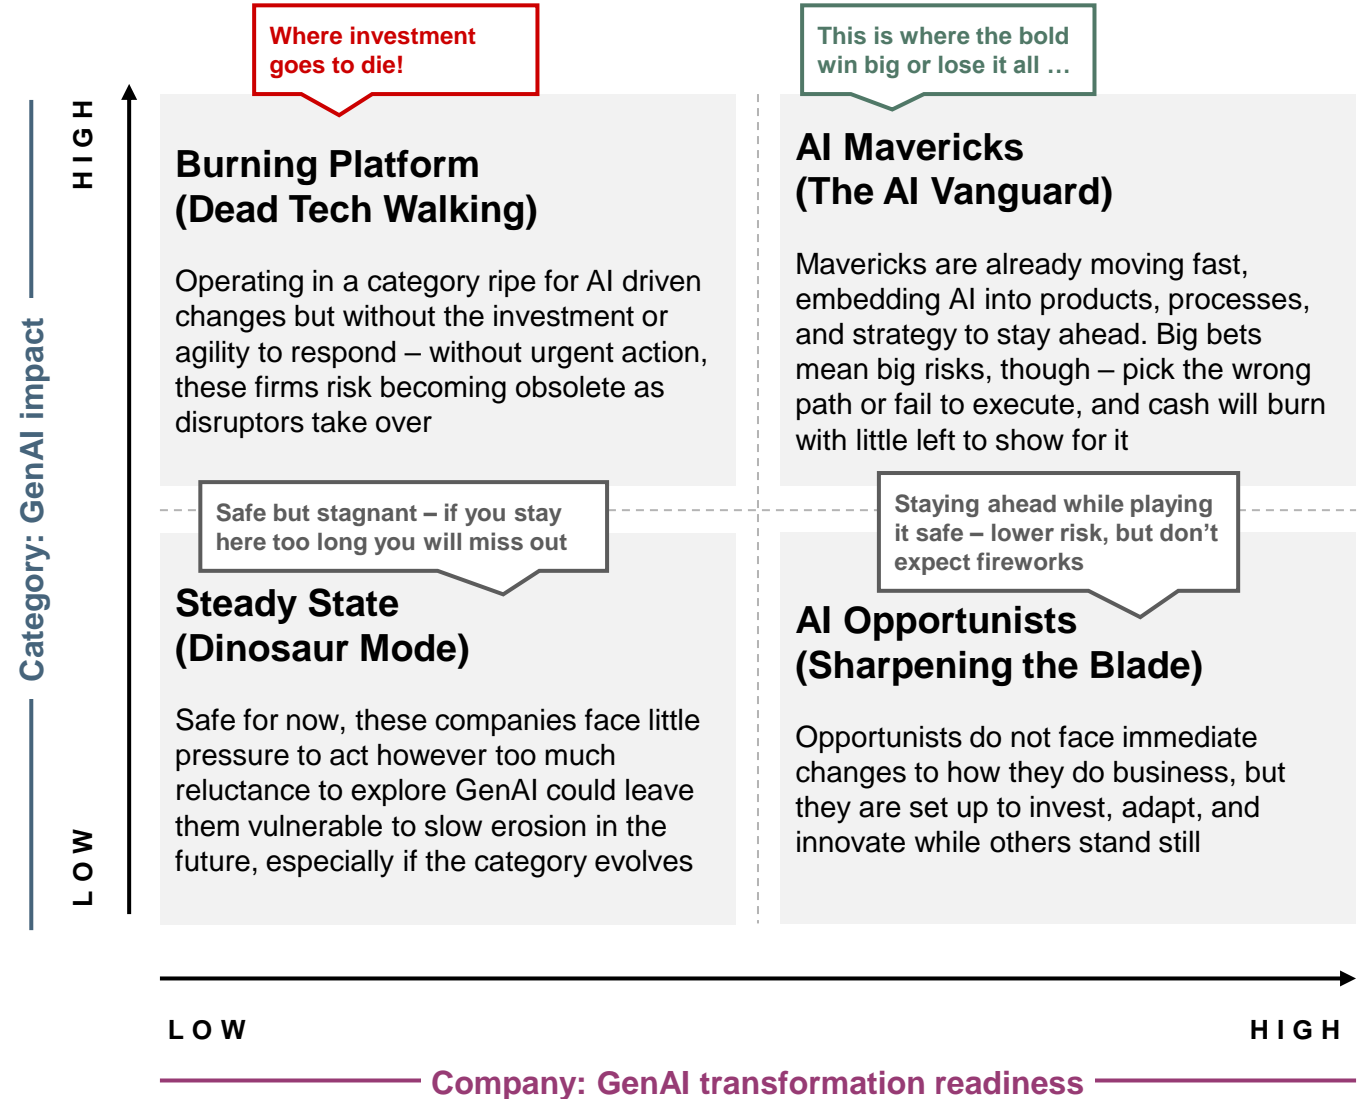 Where investment
goes to die!
This is where the bold
win big or lose it all …
HIGH
Burning Platform
(Dead Tech Walking)
Operating in a category ripe for AI driven
changes but without the investment or
agility to respond – without urgent action,
these firms risk becoming obsolete as
disruptors take over
AI Mavericks
(The AI Vanguard)
Mavericks are already moving fast,
embedding AI into products, processes,
and strategy to stay ahead. Big bets
mean big risks, though – pick the wrong
path or fail to execute, and cash will burn
with little left to show for it
Category: GenAI impact
Safe but stagnant – if you stay
here too long you will miss out
Steady State
(Dinosaur Mode)
Safe for now, these companies face little
pressure to act however too much
reluctance to explore GenAI could leave
them vulnerable to slow erosion in the
future, especially if the category evolves
Staying ahead while playing
it safe – lower risk, but don’t
expect fireworks
AI Opportunists
(Sharpening the Blade)
Opportunists do not face immediate
changes to how they do business, but
they are set up to invest, adapt, and
innovate while others stand still
LOW
LOW
HIGH
Company: GenAI transformation readiness